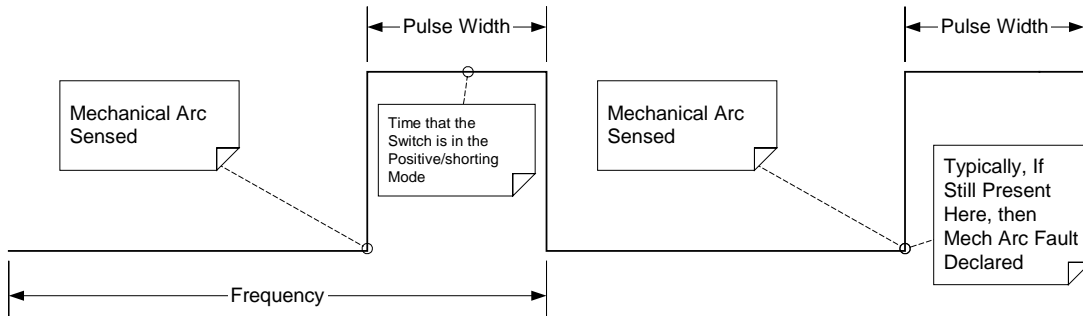 Pulse Width
Pulse Width
Mechanical Arc
Sensed
Time that the
Switch is in the
Positive/shorting
Mode
Mechanical Arc
Sensed
Typically, If
Still Present
Here, then
Mech Arc Fault
Declared
Frequency